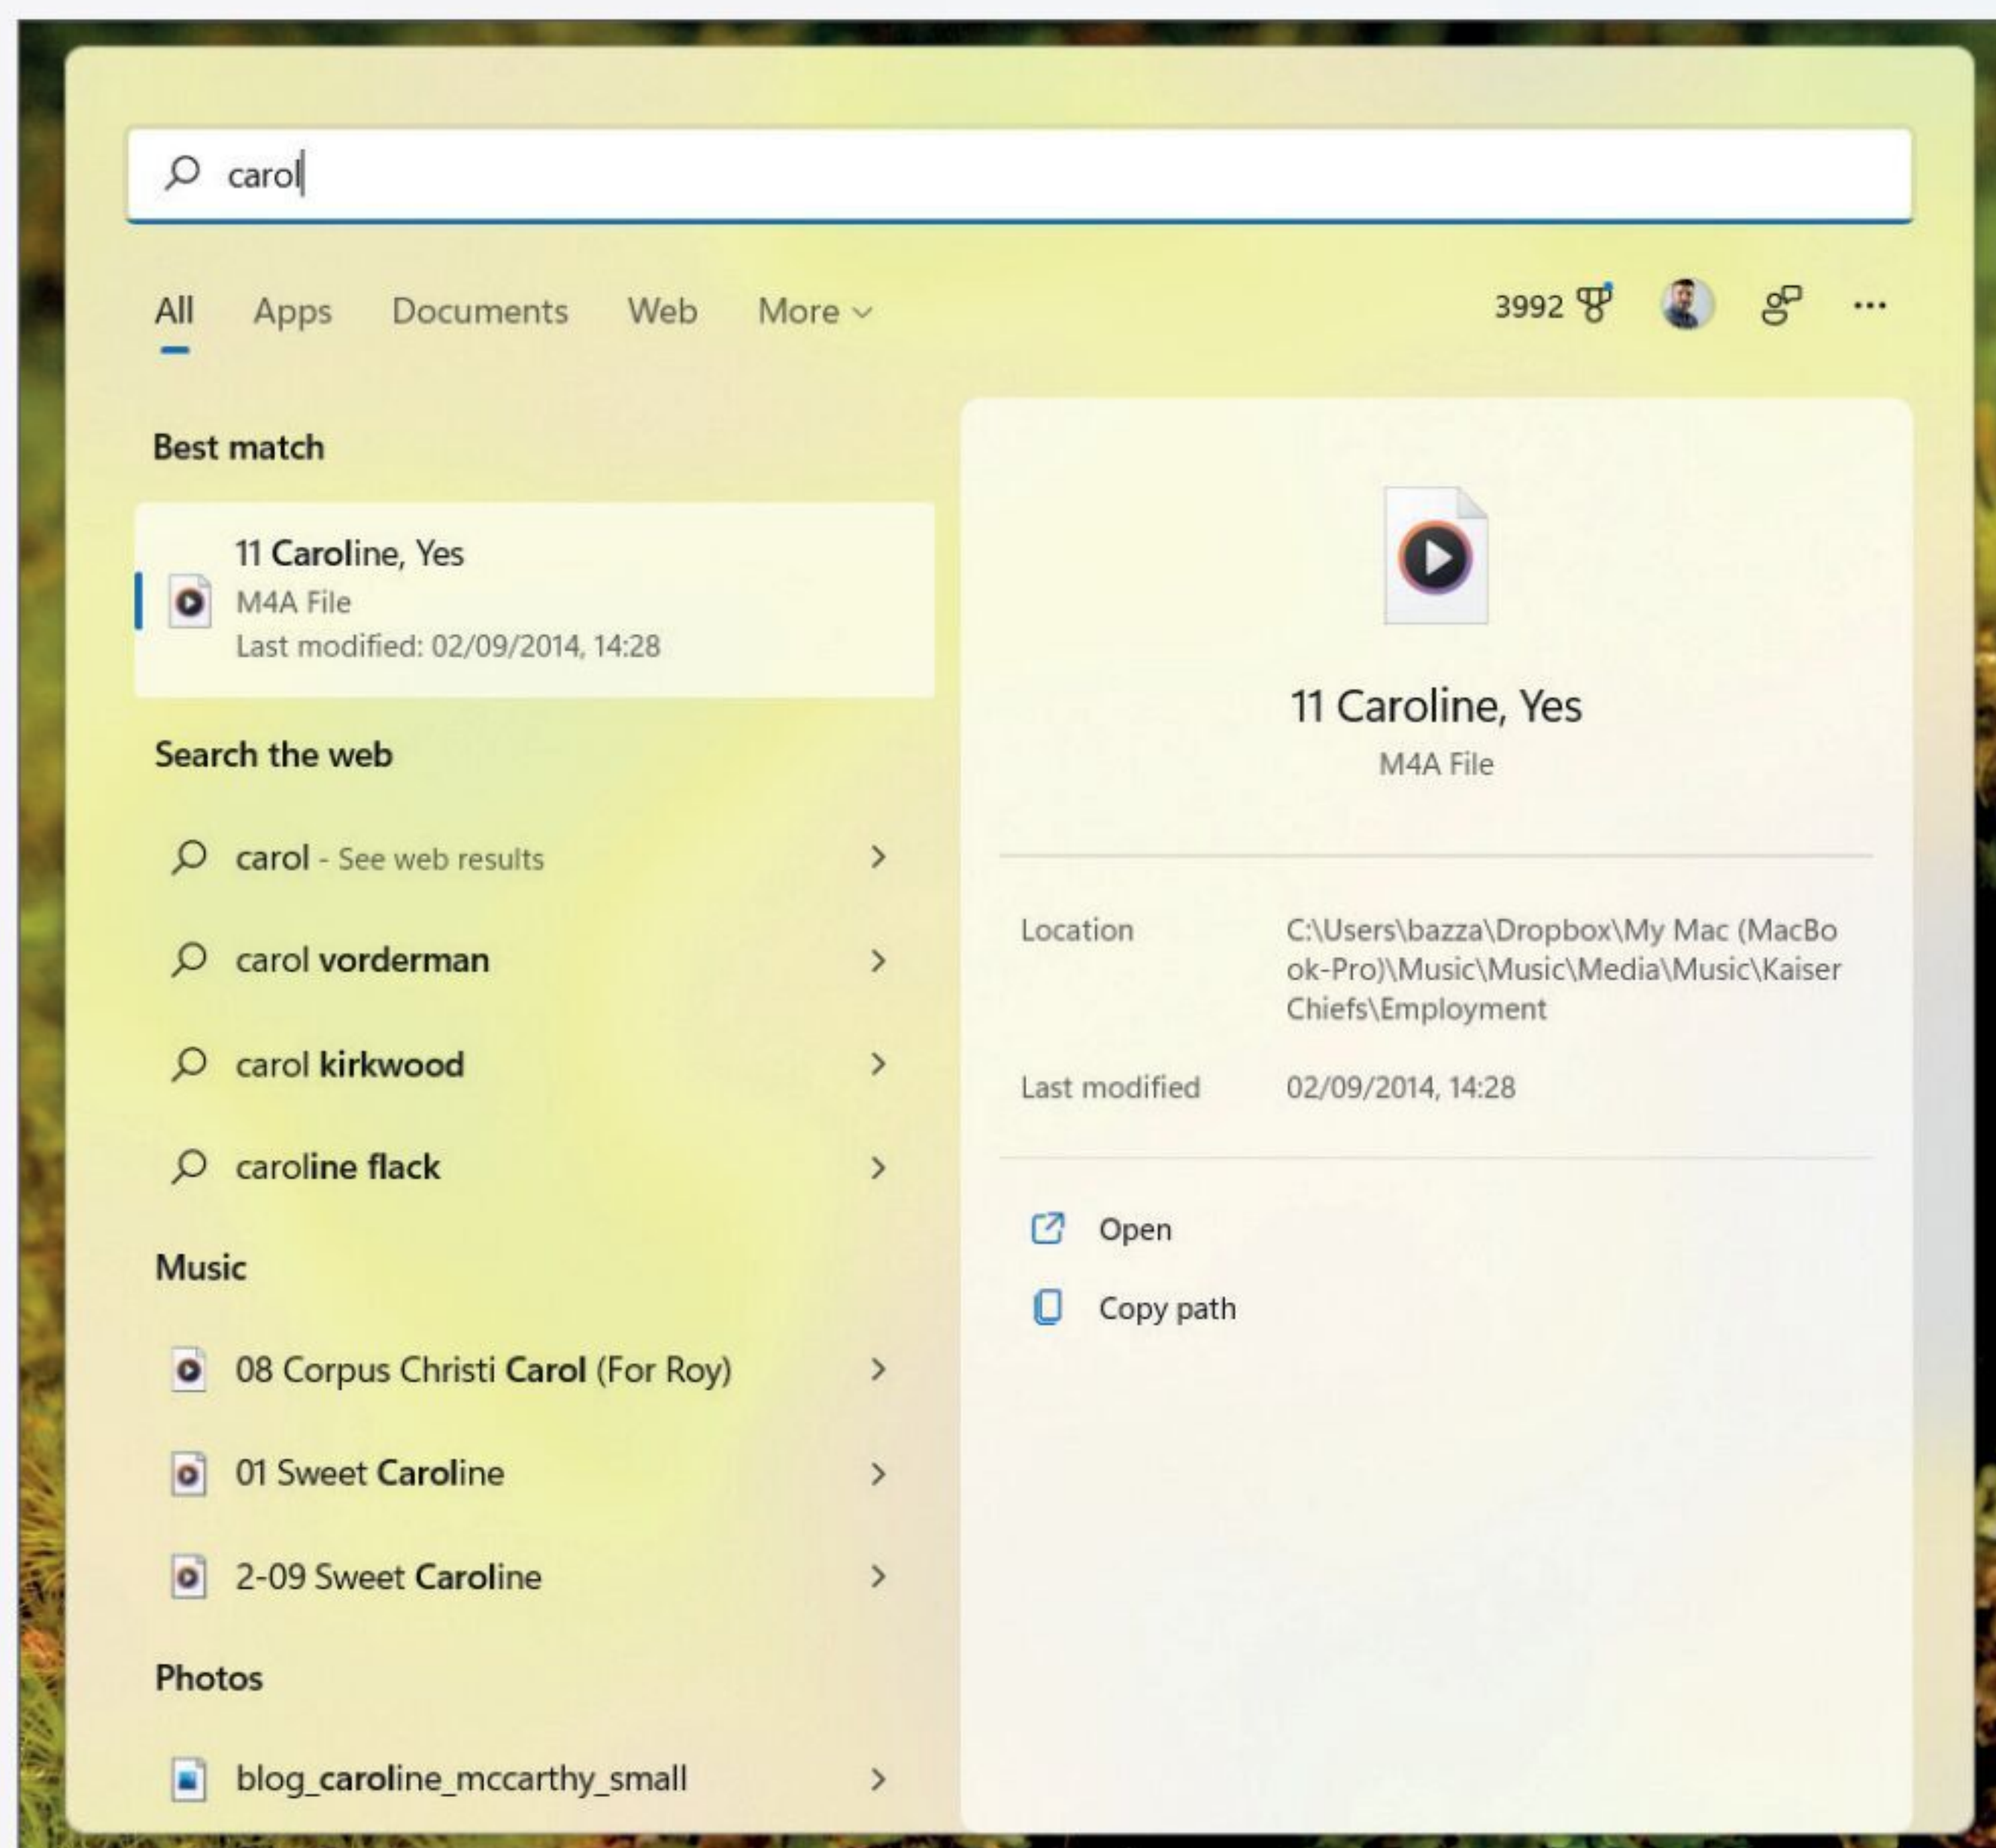 carol
All Apps Documents Web More
3992
Best match
11 Caroline, Yes
M4A File
Last modified: 02/09/2014, 14:28
Search the web
carol - See web results
carol vorderman
carol kirkwood
caroline flack
Music
08 Corpus Christi Carol (For Roy)
01 Sweet Caroline
2-09 Sweet Caroline
Photos
blog_caroline_mccarthy_small
11 Caroline, Yes
M4A File
Location
C:\Users\bazza\Dropbox\My Mac (MacBo
ok-Pro)\Music\Music\Media\Music\Kaiser
Chiefs\Employment
Last modified
02/09/2014, 14:28
Open
Copy path